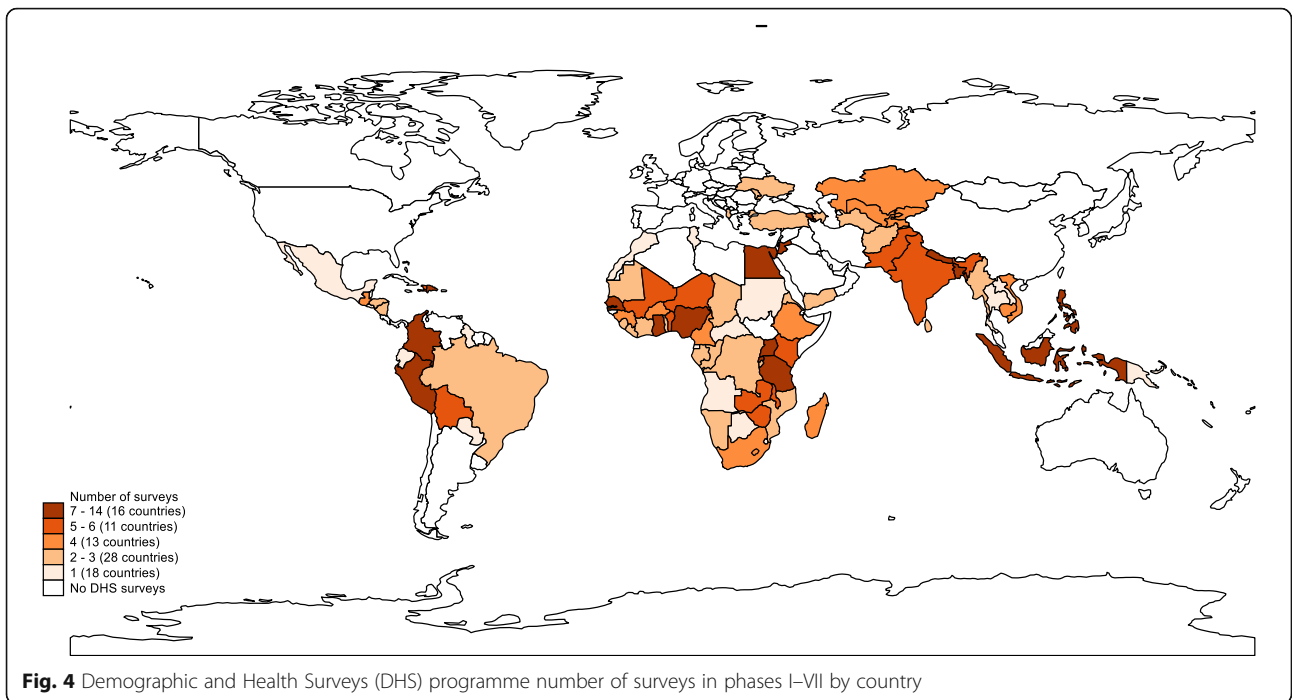 Number of surveys
7 - 14 (16 countries)
5 - 6 (11 countries)
4 (13 countries)
2 - 3 (28 countries)
1 (18 countries)
No DHS surveys
Fig. 4 Demographic and Health Surveys (DHS) programme number of surveys in phases I–VII by country